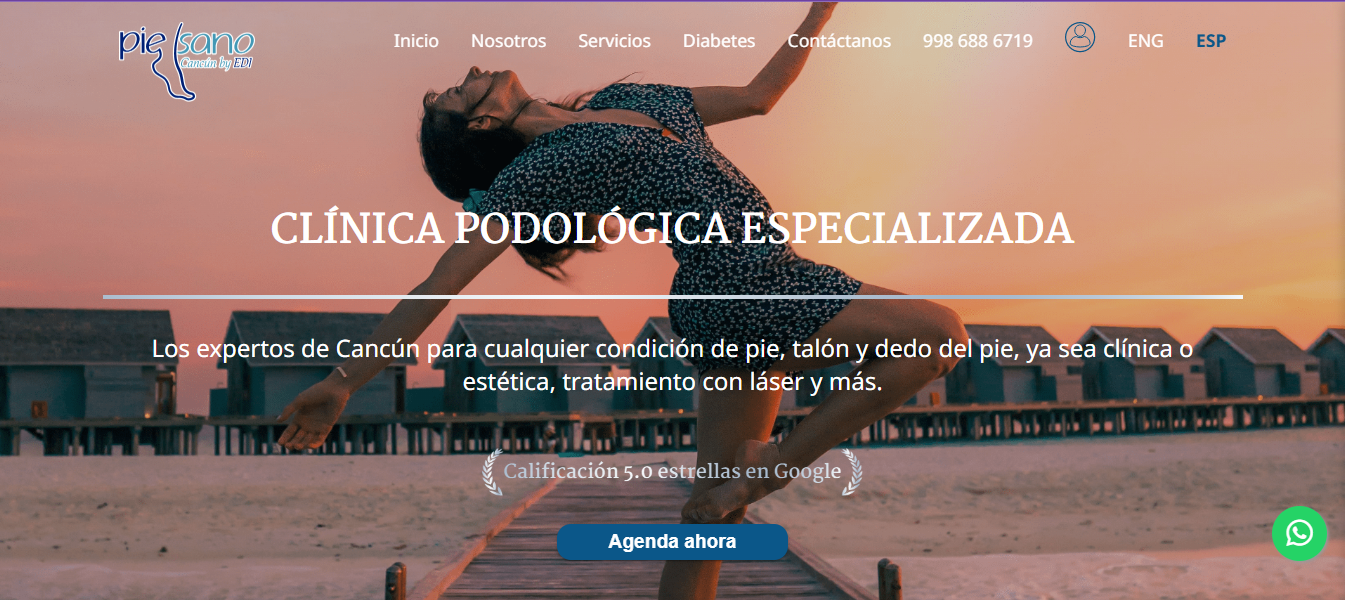 pie sano
Cancún by EDI
Inicio Nosotros Servicios Diabetes Contáctanos 998 688 6719 ENG ESP
CLÍNICA PODOLÓGICA ESPECIALIZADA
Los expertos de Cancún para cualquier condición de pie, talón y dedo del pie, ya sea clínica o
estética, tratamiento con láser y más.
Calificación 5.0 estrellas en Google
Agenda ahora